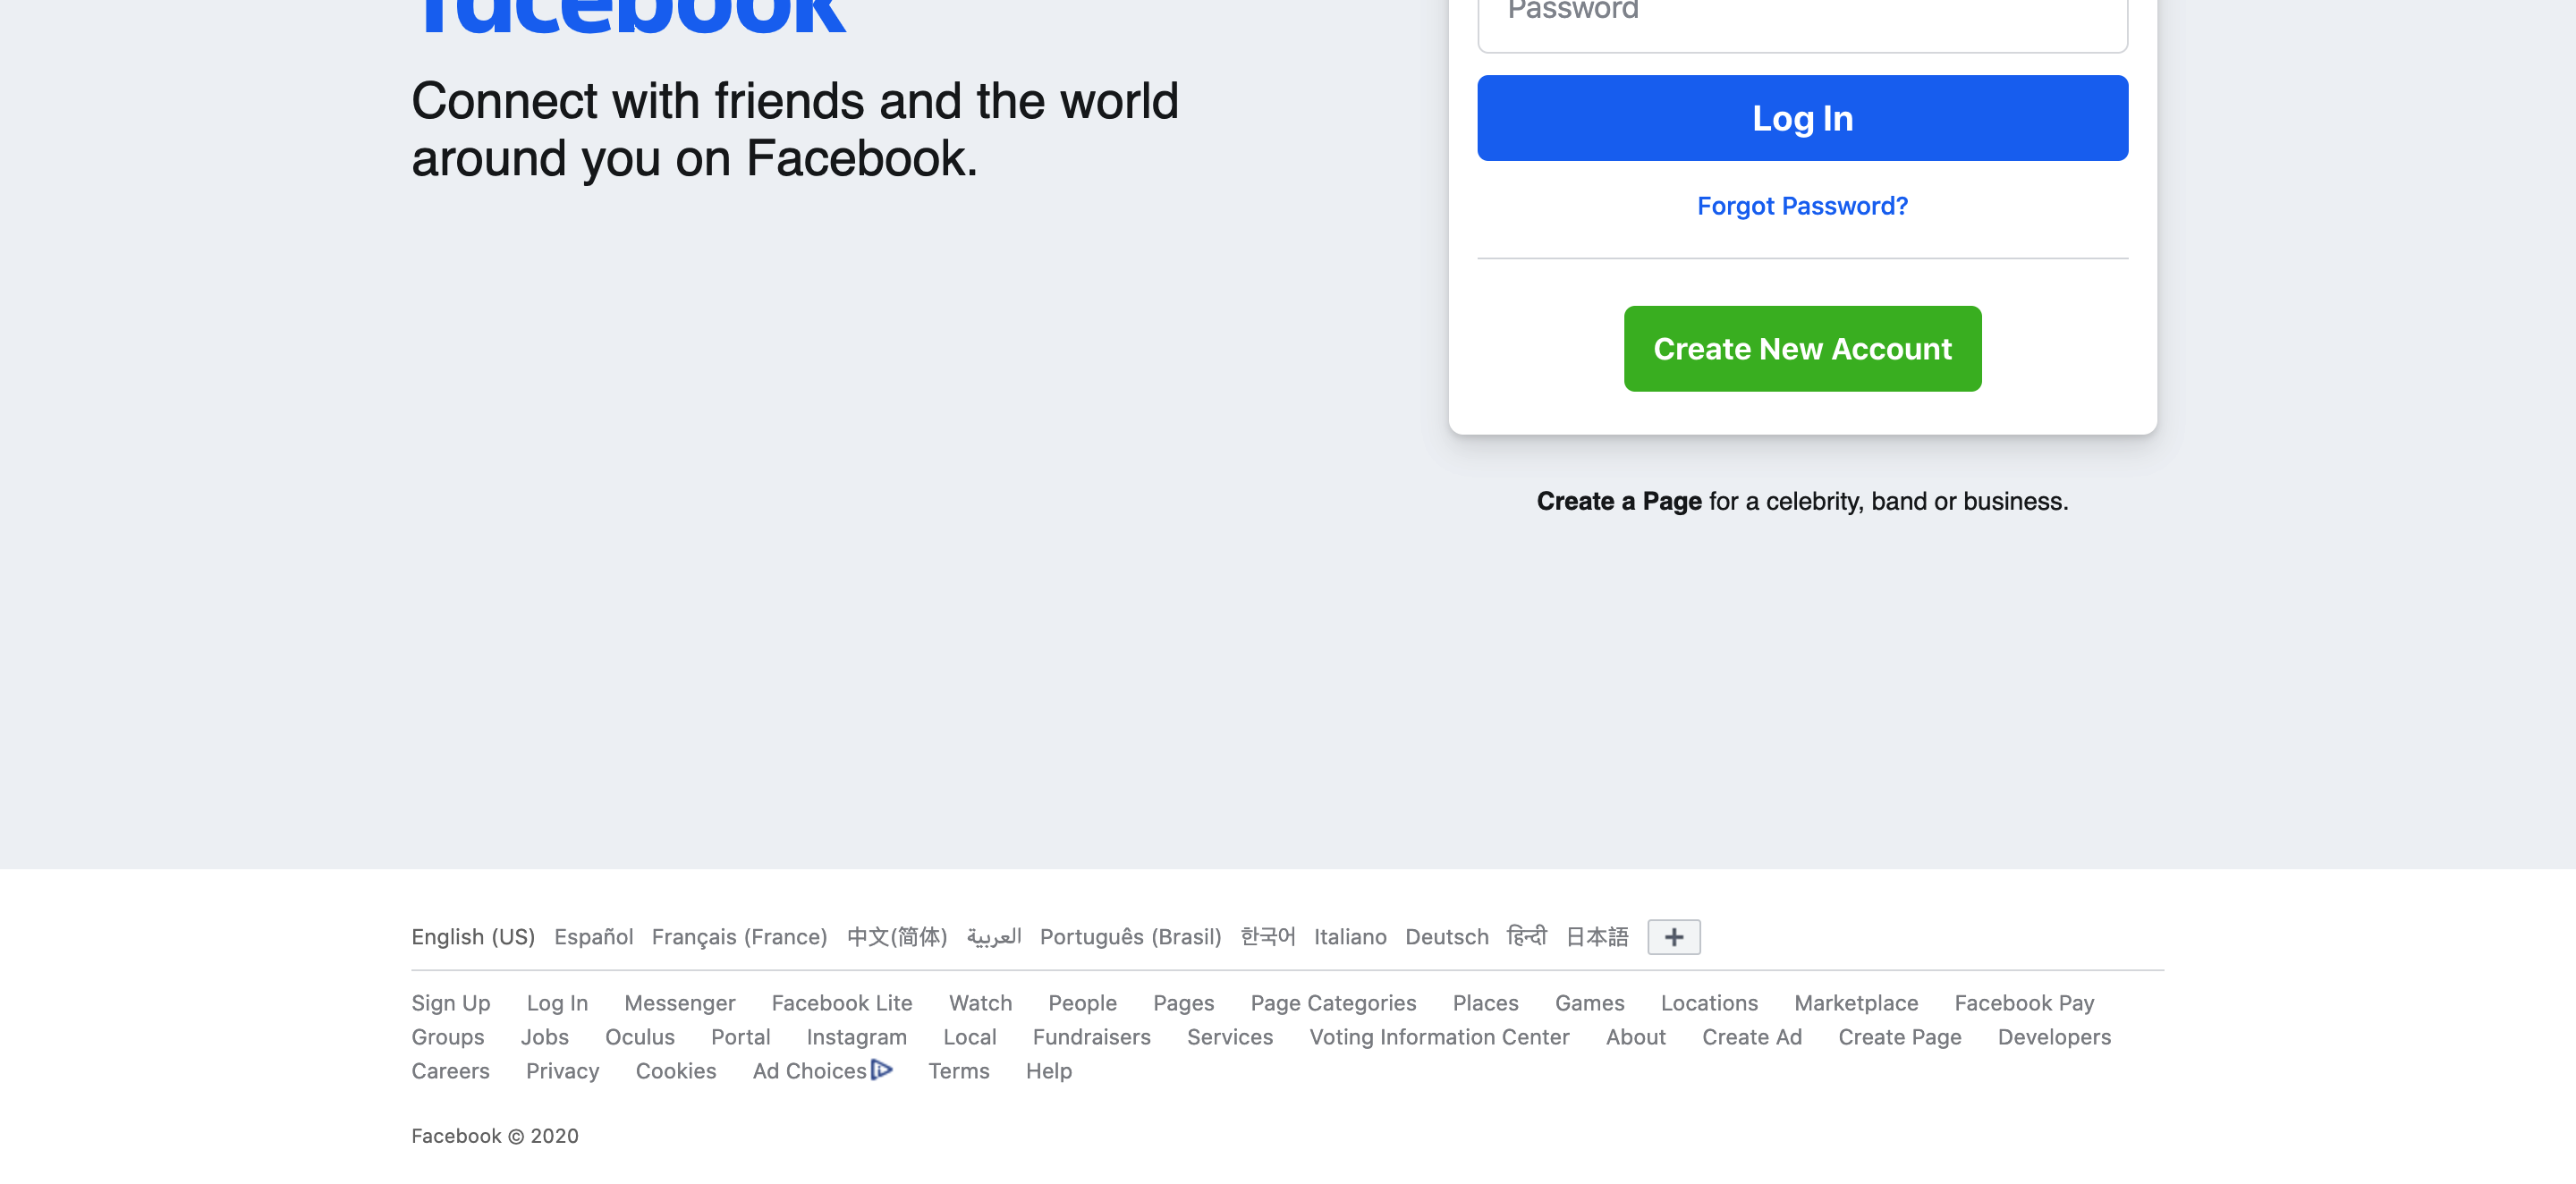 facebook
Connect with friends and the world
around you on Facebook.
Password
Log In
Forgot Password?
Create New Account
Create a Page for a celebrity, band or business.
English (US) Español Français (France) 中文(简体) العربية Português (Brasil) 한국어 Italiano Deutsch हिन्दी 日本語 +
Sign Up Log In Messenger Facebook Lite Watch People Pages Page Categories Places Games Locations Marketplace Facebook Pay
Groups Jobs Oculus Portal Instagram Local Fundraisers Services Voting Information Center About Create Ad Create Page Developers
Careers Privacy Cookies Ad Choices Terms Help
Facebook © 2020